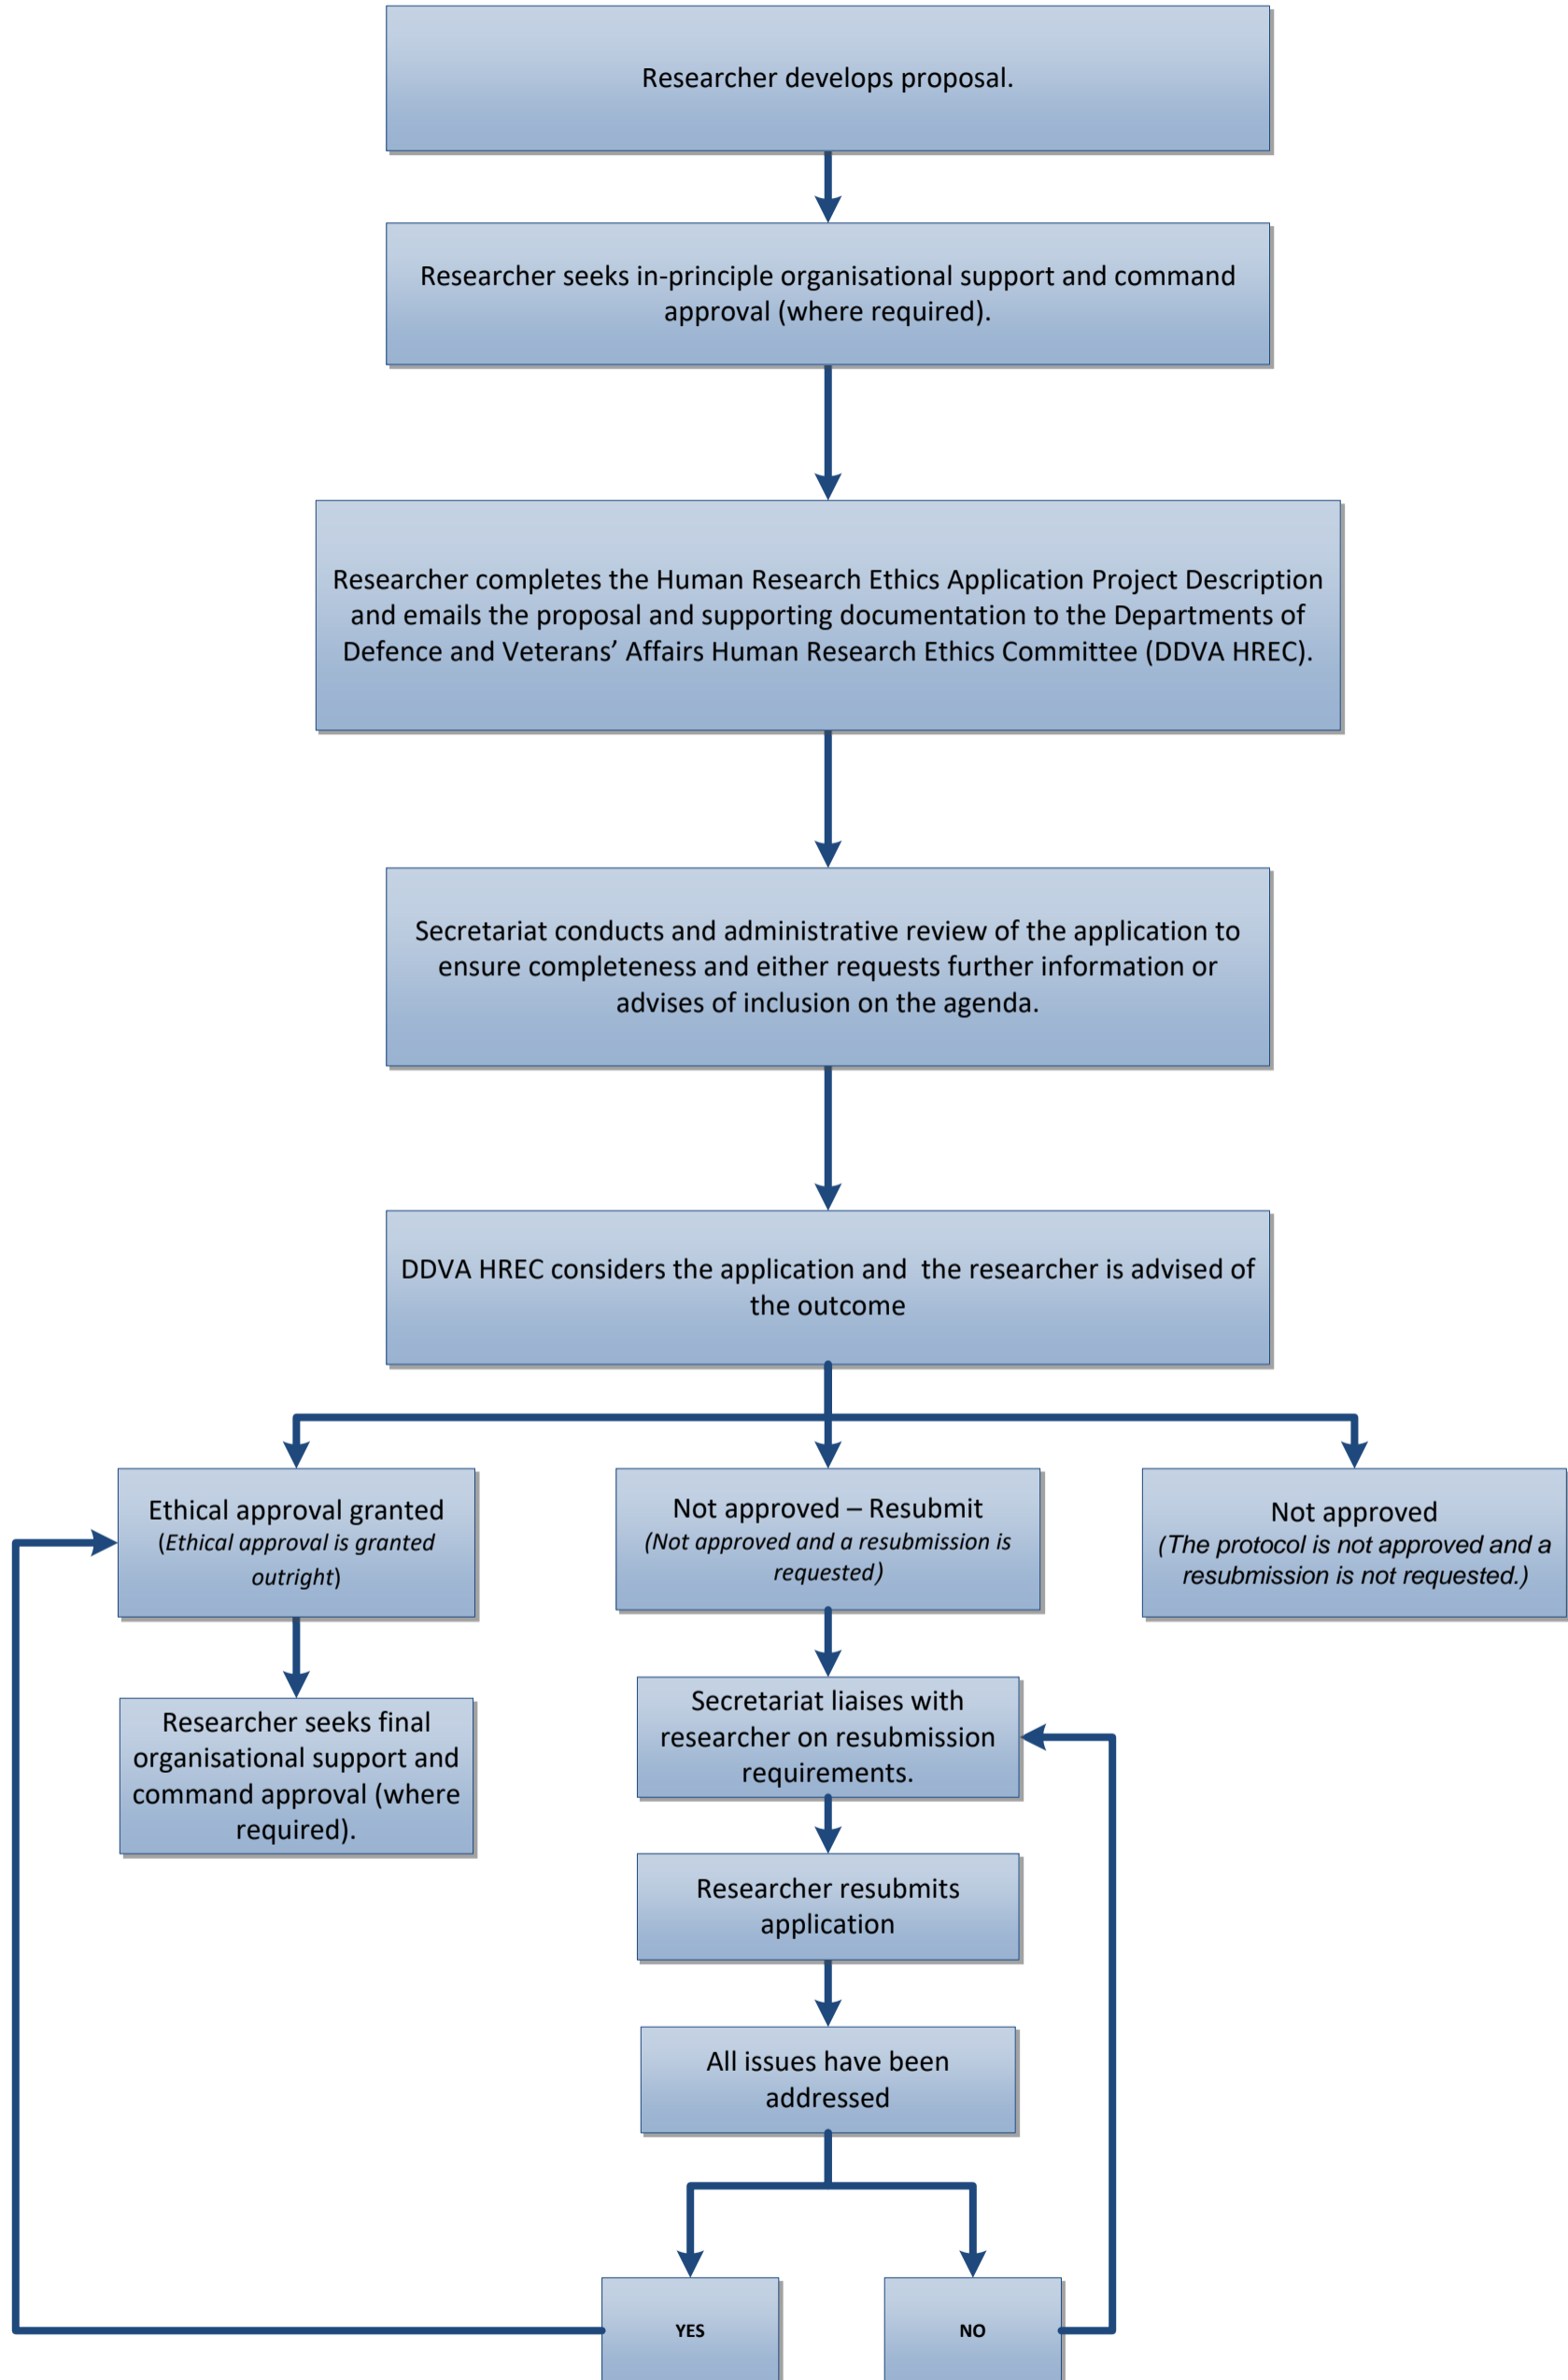 Researcher develops proposal.
Researcher seeks in-principle organisational support and command
approval (where required).
Researcher completes the Human Research Ethics Application Project Description
and emails the proposal and supporting documentation to the Departments of
Defence and Veterans’ Affairs Human Research Ethics Committee (DDVA HREC).
Secretariat conducts and administrative review of the application to
ensure completeness and either requests further information or
advises of inclusion on the agenda.
DDVA HREC considers the application and  the researcher is advised of
the outcome
Ethical approval granted
(Ethical approval is granted
outright)
Not approved – Resubmit
(Not approved and a resubmission is
requested)
Not approved
(The protocol is not approved and a
resubmission is not requested.)
Researcher seeks final
organisational support and
command approval (where
required).
Secretariat liaises with
researcher on resubmission
requirements.
Researcher resubmits
application
All issues have been
addressed
YES
NO